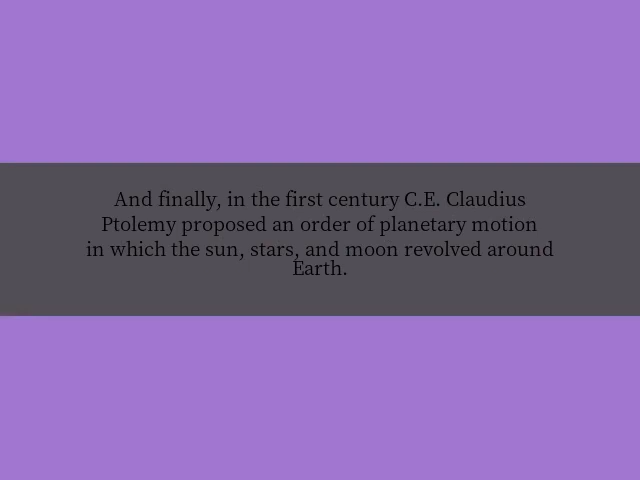 And finally, in the first century C.E. Claudius
Ptolemy proposed an order of planetary motion
in which the sun, stars, and moon revolved around
Earth.